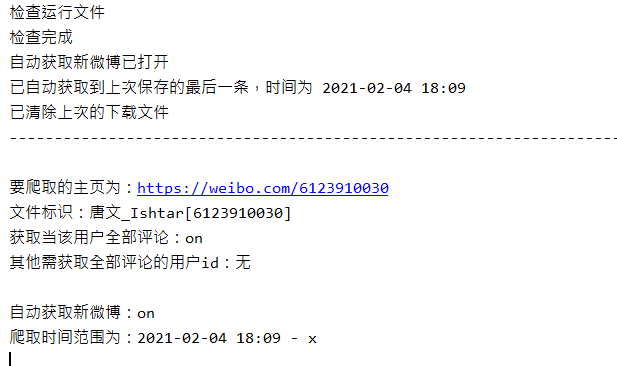 检查运行文件
检查完成
自动获取新微博已打开
已自动获取到上次保存的最后一条，时间为 2021-02-04 18:09
已清除上次的下载文件
--------------------------------------------------------------------
要爬取的主页为：https://weibo.com/6123910030
文件标识：唐文_Ishtar[6123910030]
获取当该用户全部评论：on
其他需获取全部评论的用户id：无
自动获取新微博：on
爬取时间范围为：2021-02-04 18:09 - x